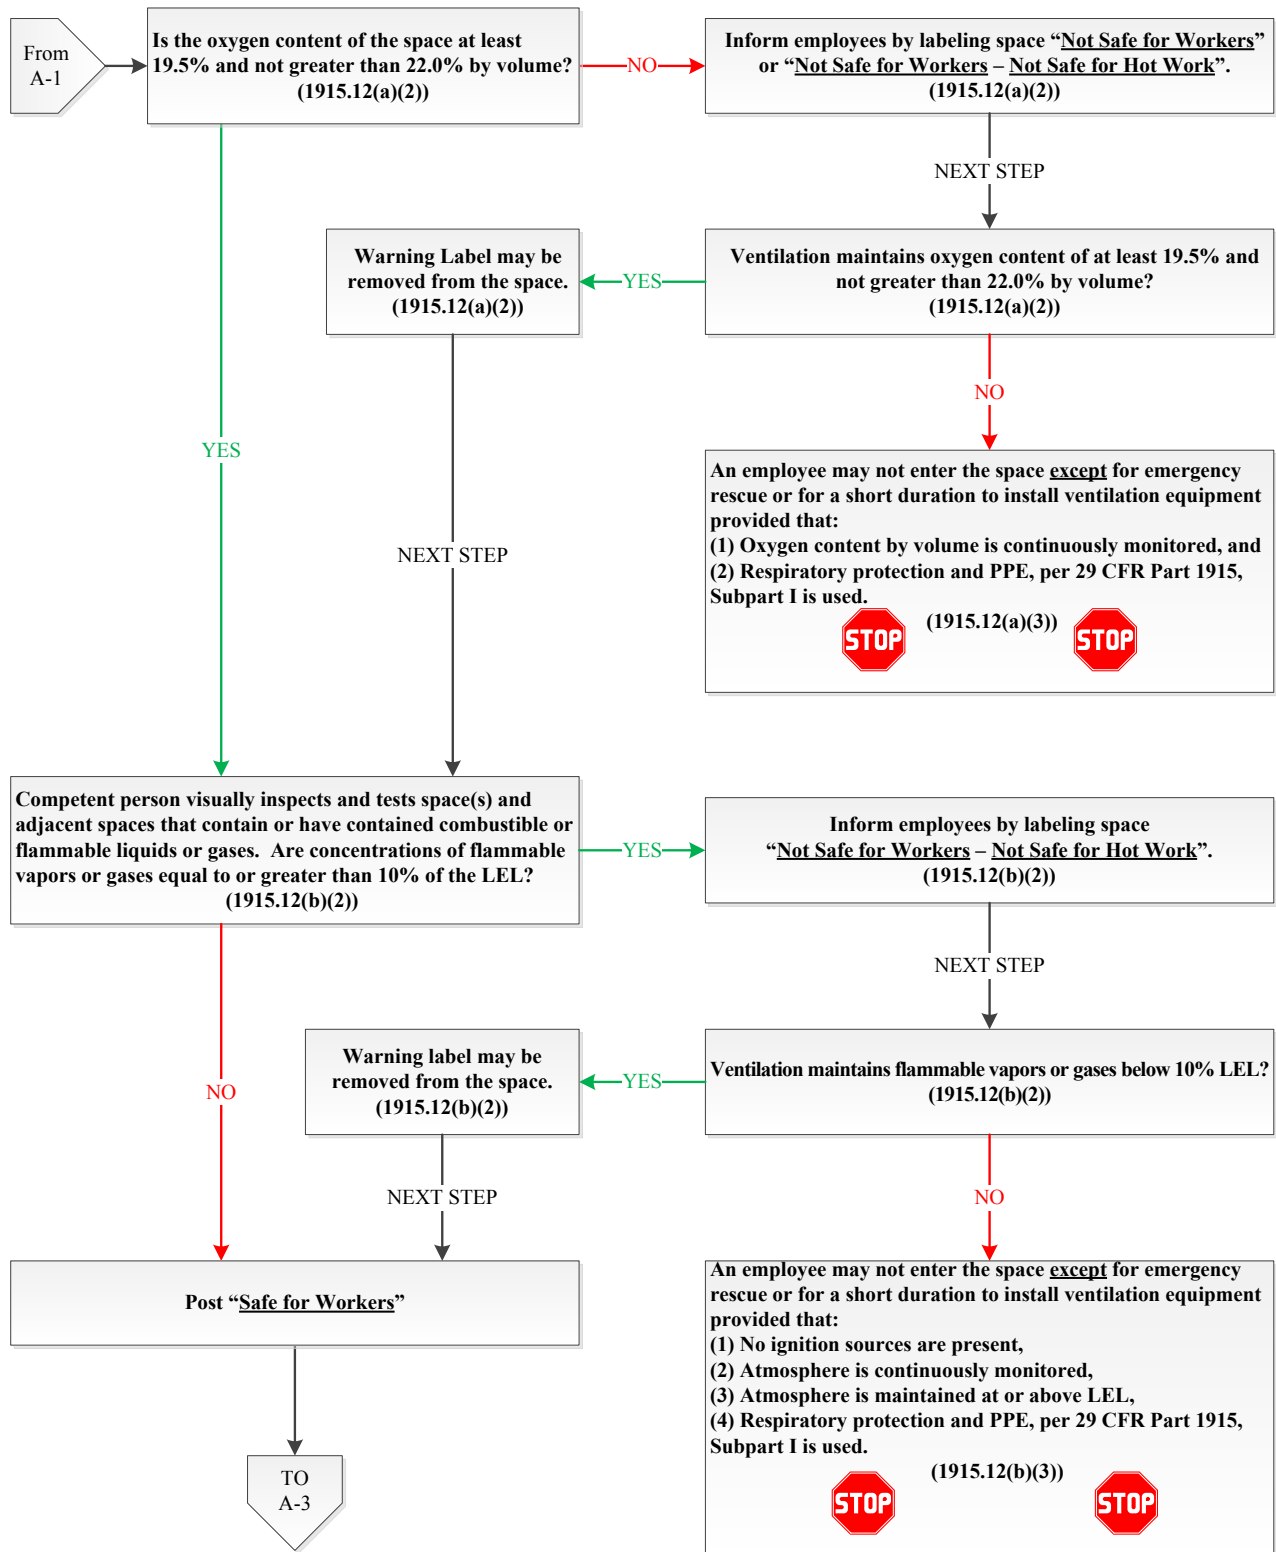 From
A-1
Is the oxygen content of the space at least
19.5% and not greater than 22.0% by volume?
(1915.12(a)(2))
NO
Inform employees by labeling space “Not Safe for Workers”
or “Not Safe for Workers – Not Safe for Hot Work”.
(1915.12(a)(2))
NEXT STEP
Warning Label may be
removed from the space.
(1915.12(a)(2))
YES
Ventilation maintains oxygen content of at least 19.5% and
not greater than 22.0% by volume?
(1915.12(a)(2))
NO
YES
An employee may not enter the space except for emergency
rescue or for a short duration to install ventilation equipment
provided that:
(1) Oxygen content by volume is continuously monitored, and
(2) Respiratory protection and PPE, per 29 CFR Part 1915,
Subpart I is used.
(1915.12(a)(3))
STOP
STOP
NEXT STEP
Competent person visually inspects and tests space(s) and
adjacent spaces that contain or have contained combustible or
flammable liquids or gases.  Are concentrations of flammable
vapors or gases equal to or greater than 10% of the LEL?
(1915.12(b)(2))
YES
Inform employees by labeling space
“Not Safe for Workers – Not Safe for Hot Work”.
(1915.12(b)(2))
NEXT STEP
Warning label may be
removed from the space.
(1915.12(b)(2))
YES
Ventilation maintains flammable vapors or gases below 10% LEL?
(1915.12(b)(2))
NO
NEXT STEP
NO
Post “Safe for Workers”
An employee may not enter the space except for emergency
rescue or for a short duration to install ventilation equipment
provided that:
(1) No ignition sources are present,
(2) Atmosphere is continuously monitored,
(3) Atmosphere is maintained at or above LEL,
(4) Respiratory protection and PPE, per 29 CFR Part 1915,
Subpart I is used.
(1915.12(b)(3))
STOP
STOP
TO
A-3